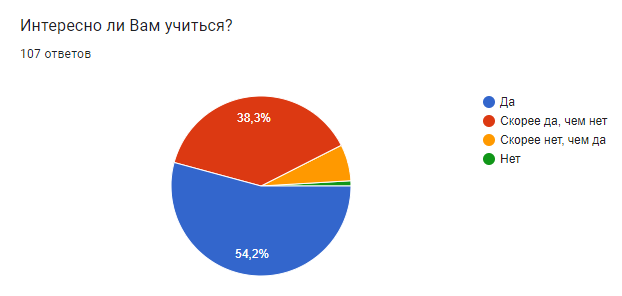 Интересно ли Вам учиться?
107 ответов
38,3%
54,2%
Да
Скорее да, чем нет
Скорее нет, чем да
Нет